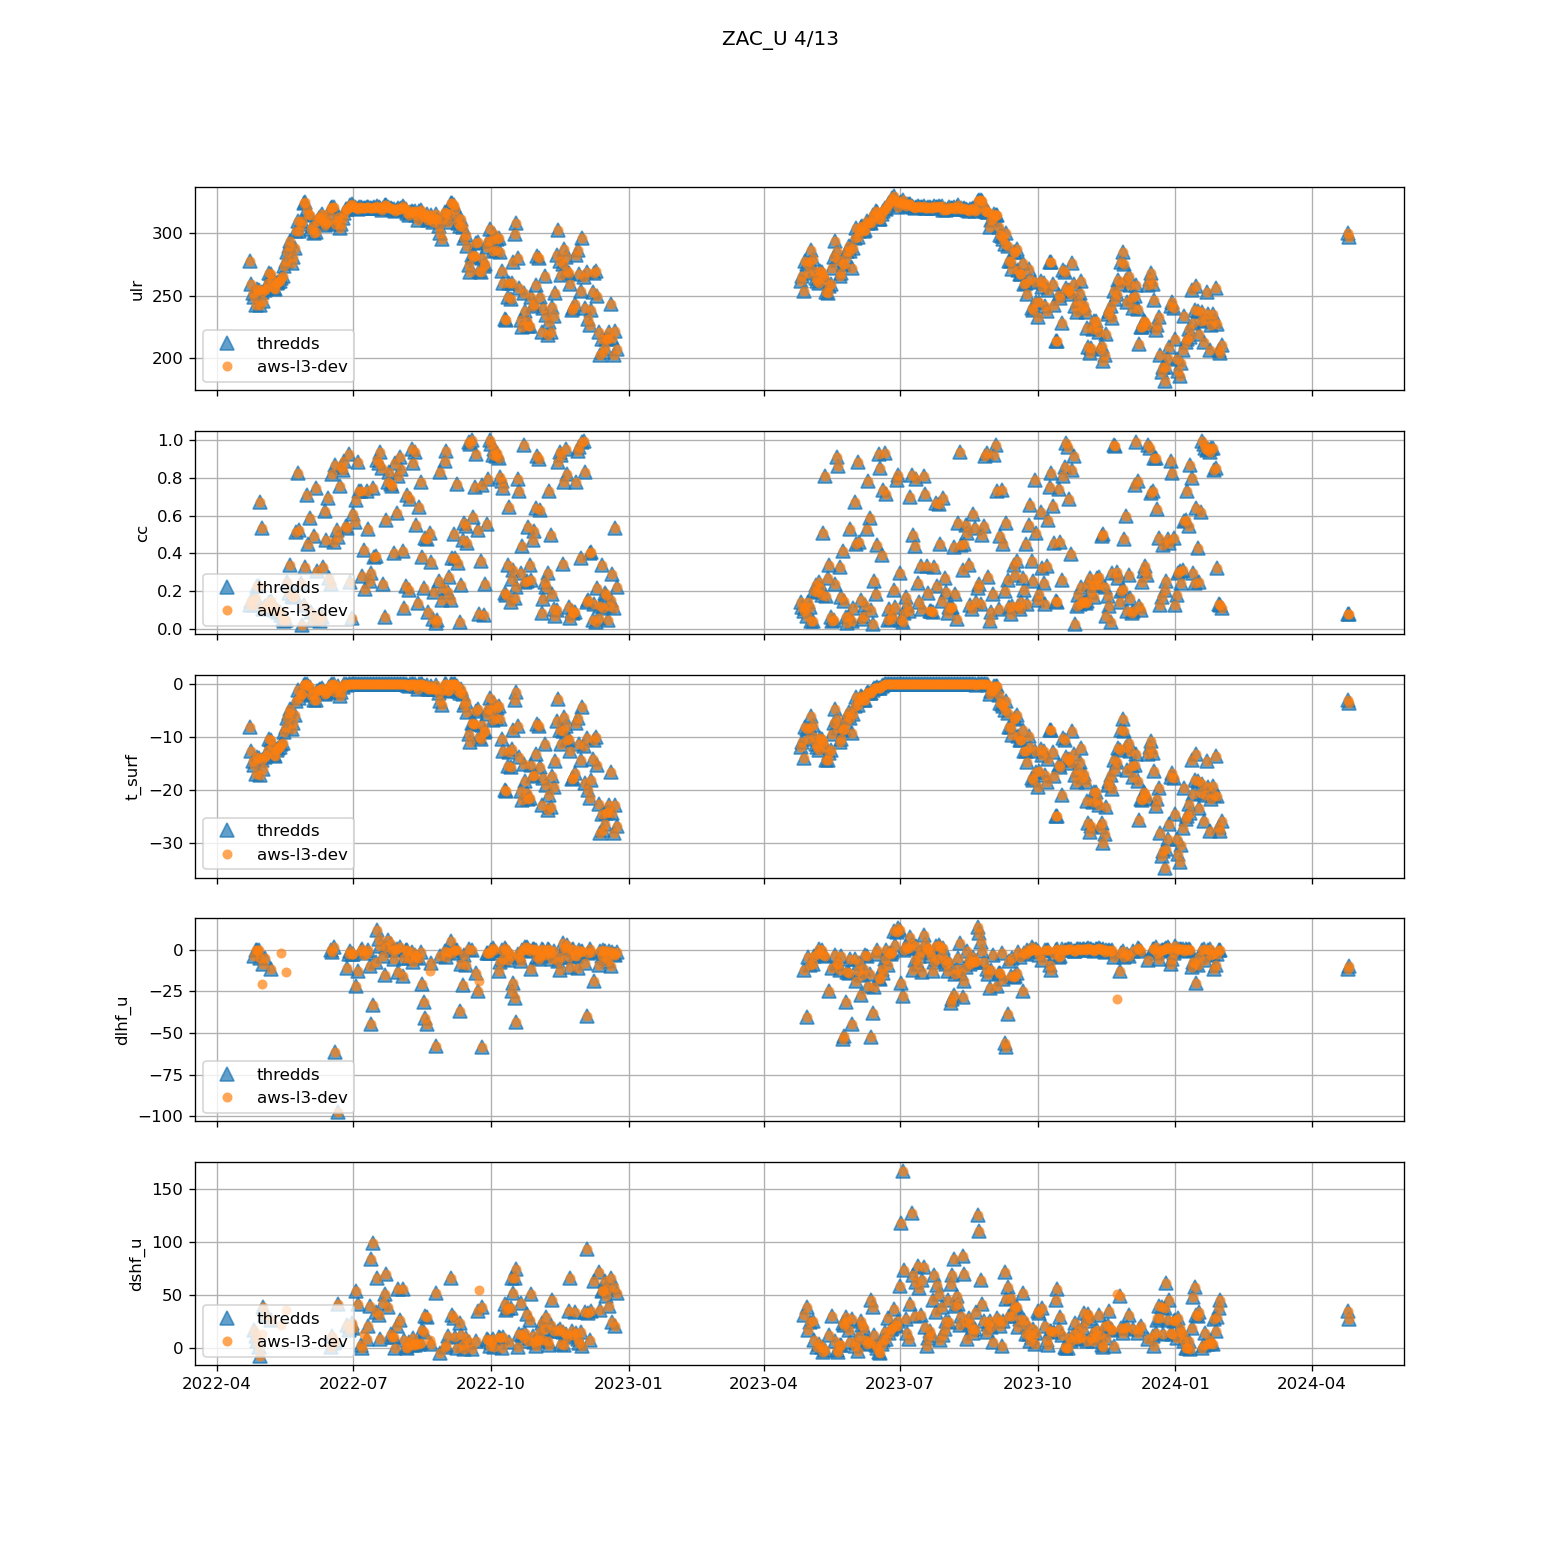 ZAC_U 4/13
300
250
200
ulr
thredds
aws-l3-dev
1.0
0.8
0.6
0.4
0.2
0.0
cc
thredds
aws-l3-dev
0
−10
−20
−30
t_surf
thredds
aws-l3-dev
0
−25
−50
−75
−100
dlhf_u
thredds
aws-l3-dev
150
100
50
0
dshf_u
thredds
aws-l3-dev
2022-04 2022-07 2022-10 2023-01 2023-04 2023-07 2023-10 2024-01 2024-04